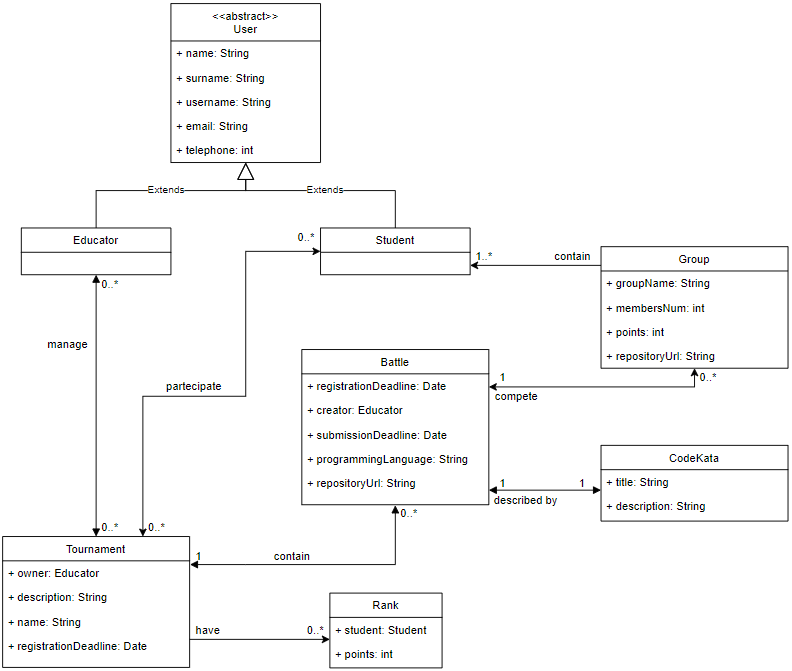 <<abstract>>
User
+ name: String
+ surname: String
+ username: String
+ email: String
+ telephone: int
Extends
Extends
Educator
0..*
Student
0..*
1..*
contain
Group
+ groupName: String
+ membersNum: int
+ points: int
+ repositoryUrl: String
manage
partecipate
Battle
+ registrationDeadline: Date
+ creator: Educator
+ submissionDeadline: Date
+ programmingLanguage: String
+ repositoryUrl: String
1
compete
0..*
CodeKata
+ title: String
+ description: String
1
described by
1
0..*
0..*
0..*
Tournament
+ owner: Educator
+ description: String
+ name: String
+ registrationDeadline: Date
1
contain
have
0..*
Rank
+ student: Student
+ points: int